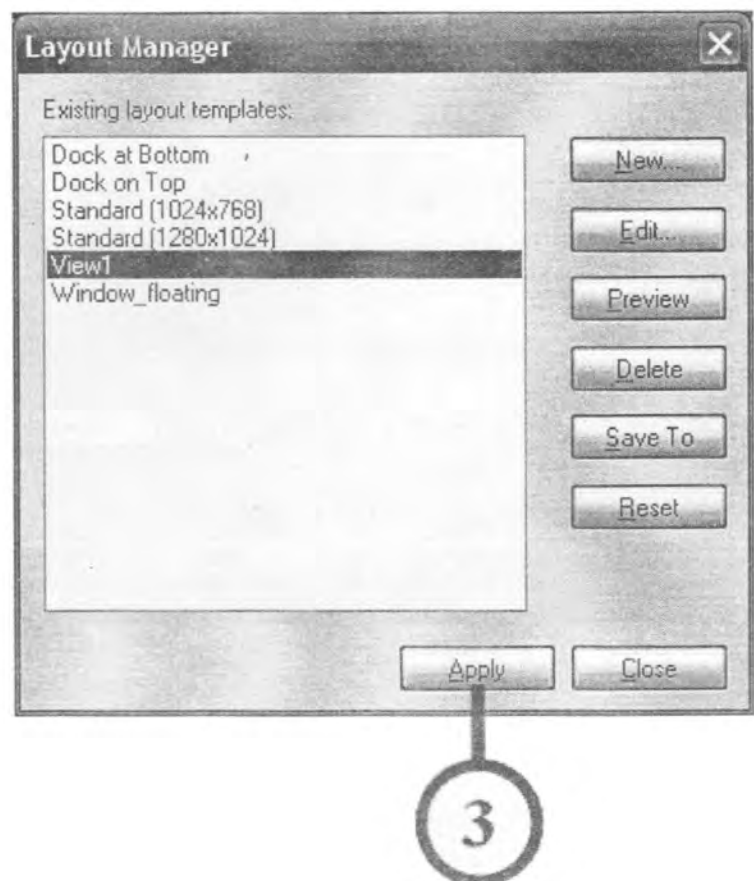 Layout Manager
Existing layout templates:
Dock at Bottom
Dock on Top
Standard (1024x768)
Standard (1280x1024)
View1
Window_floating
New...
Edit...
Preview
Delete
Save To
Reset
Apply
Close
3